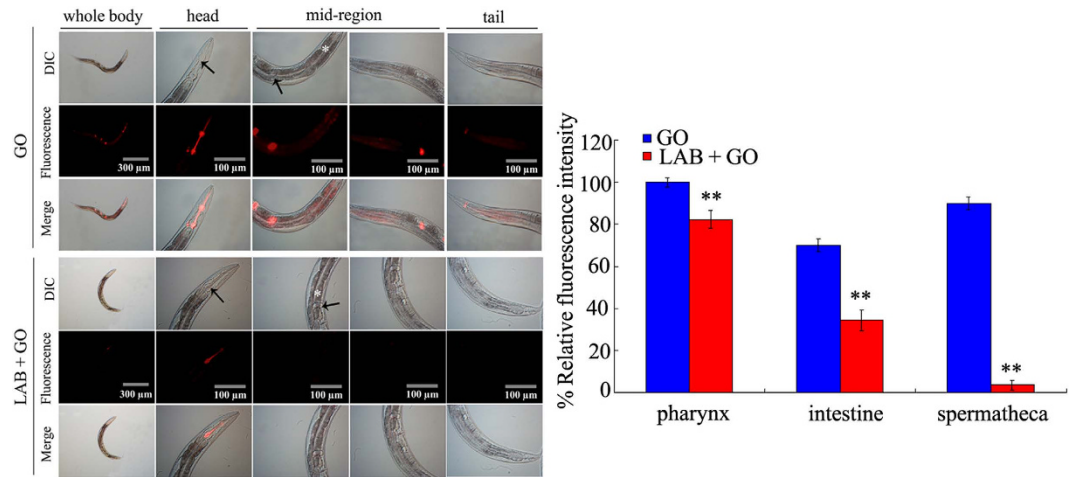 whole body head mid-region tail
GO
DIC
Fluorescence
300 μm 100 μm 100 μm 100 μm 100 μm
Merge
LAB + GO
DIC
Fluorescence
300 μm 100 μm 100 μm 100 μm 100 μm
Merge
% Relative fluorescence intensity
120
100
80
60
40
20
0
GO
LAB + GO
**
**
**
pharynx intestine spermatheca